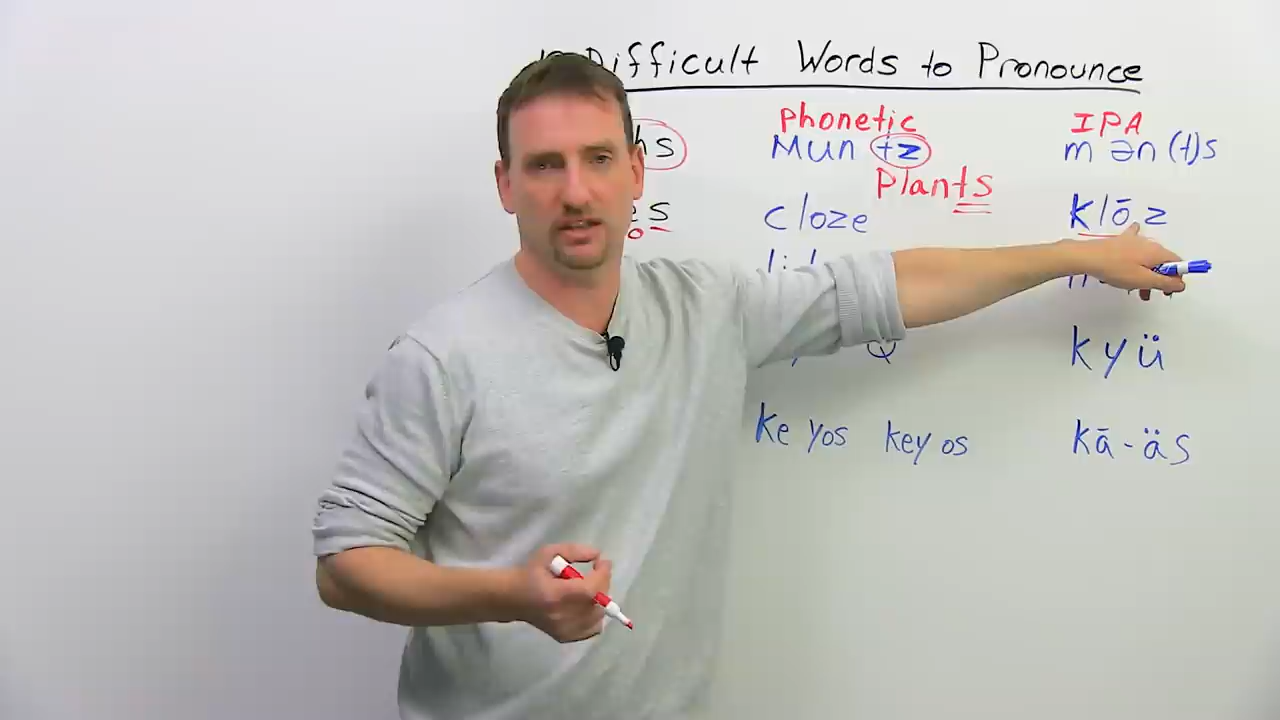 Difficult Words to Pronounce
Phonetic IPA
hs Mun tz m ən (t)s
Plants
es cloze klōz
Q kyü
ke yos key os kā-äs